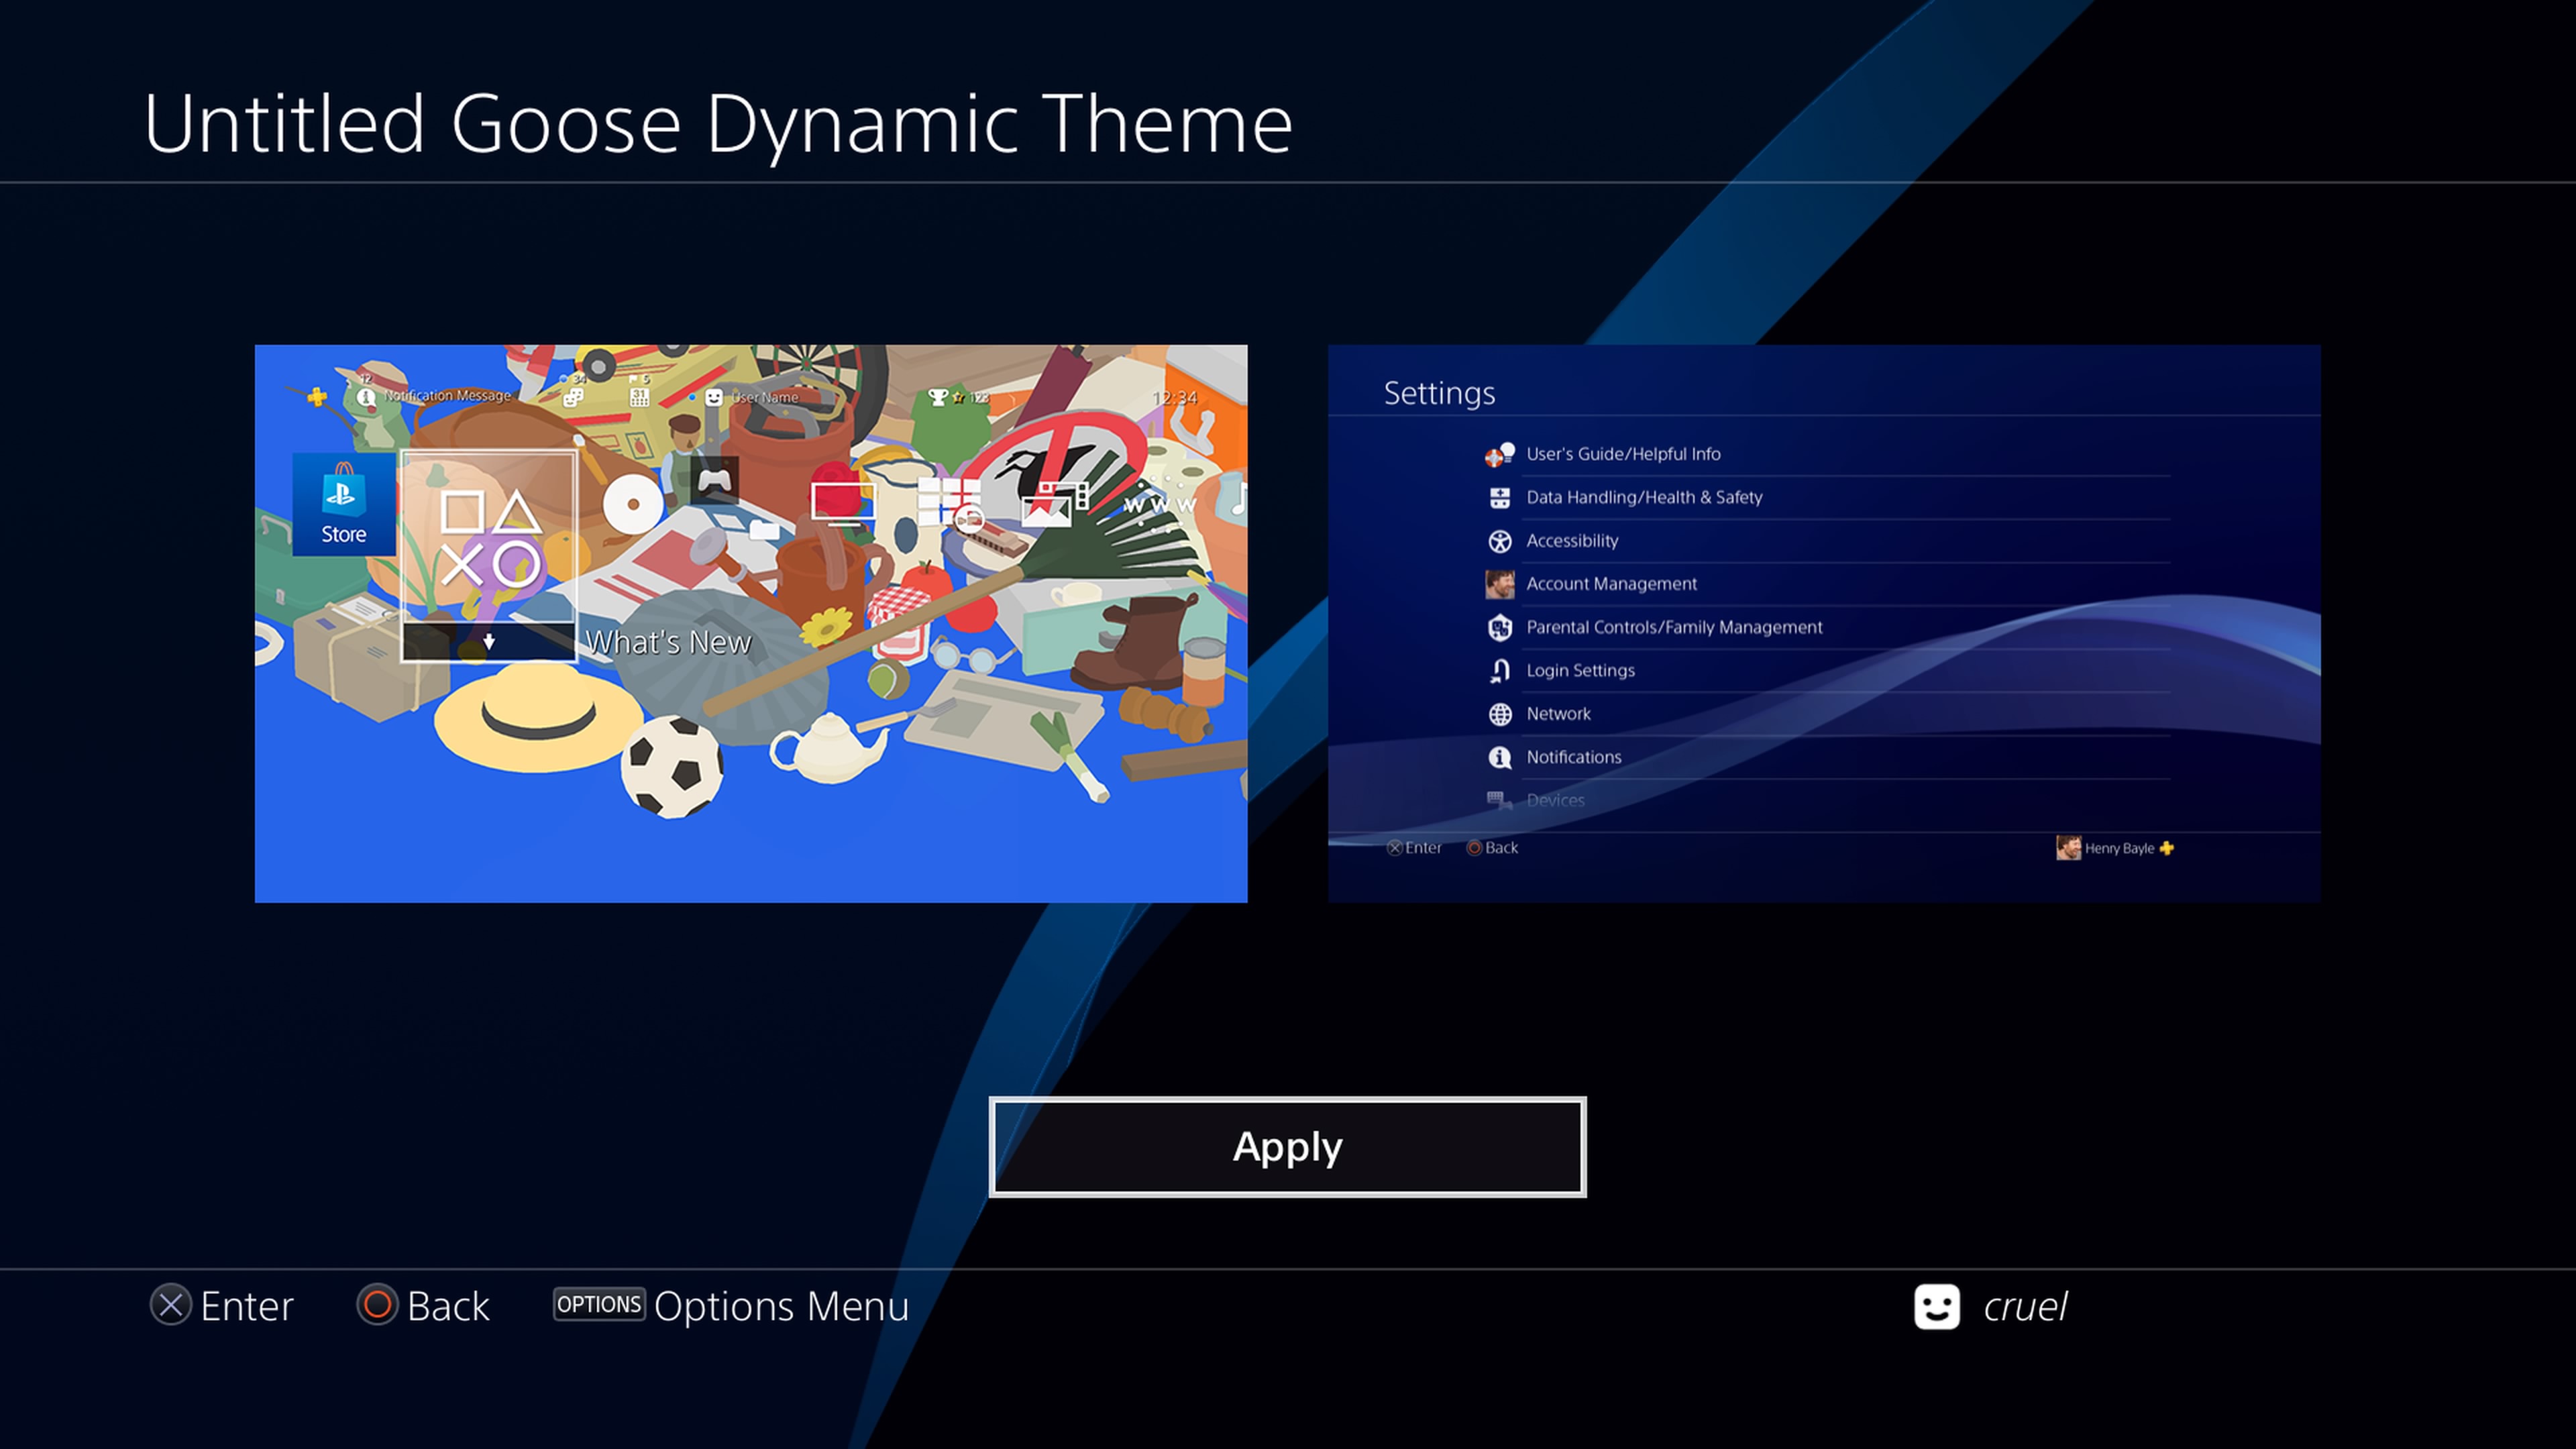 Untitled Goose Dynamic Theme
12
34
5
Notification Message
31
User Name
123
12:34
Store
WWW
What's New
Settings
User's Guide/Helpful Info
Data Handling/Health & Safety
Accessibility
Account Management
Parental Controls/Family Management
Login Settings
Network
Notifications
Devices
Enter
Back
Henry Bayle
Apply
Enter
Back
OPTIONS Options Menu
cruel